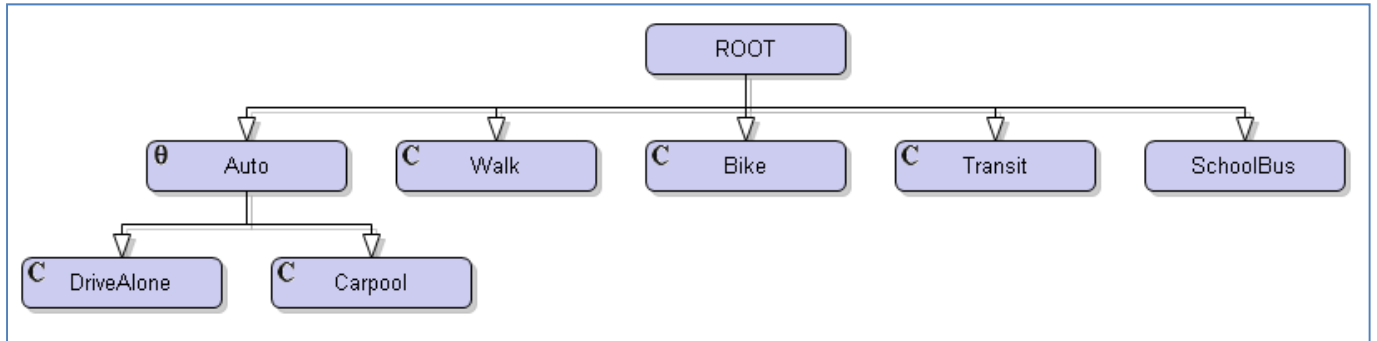 ROOT
θ Auto
C Walk
C Bike
C Transit
SchoolBus
C DriveAlone
C Carpool